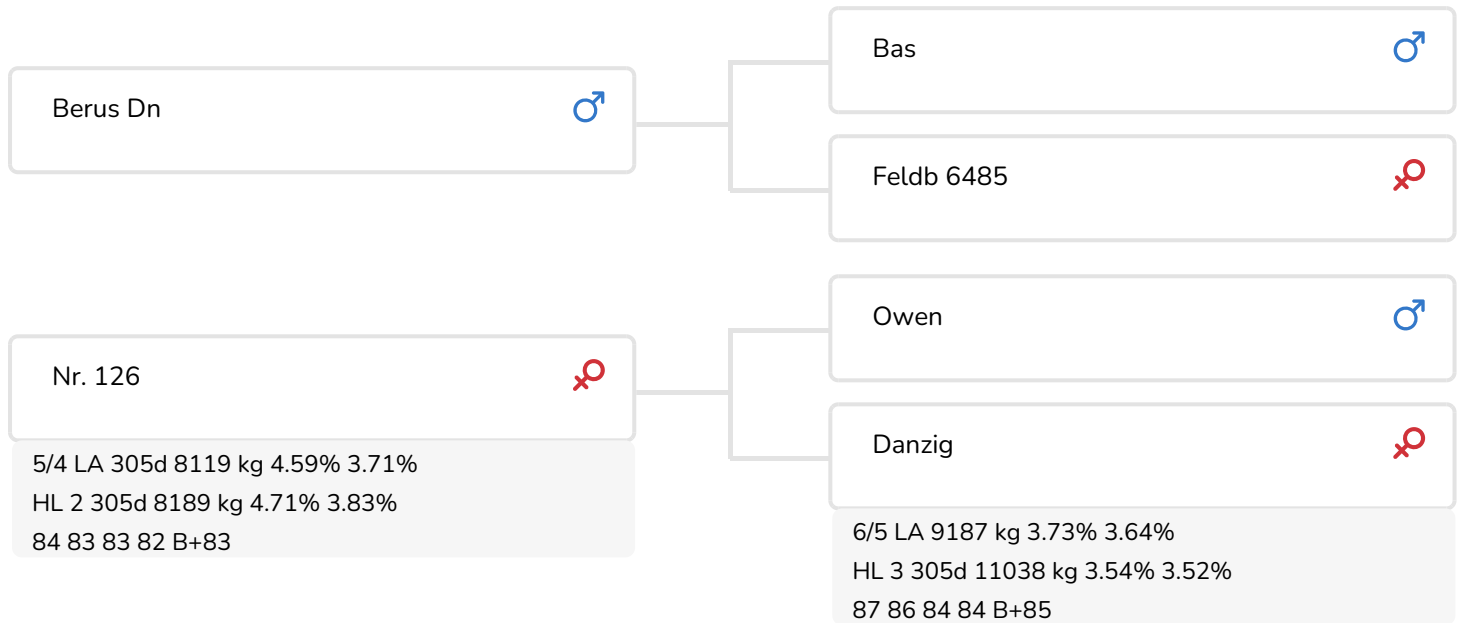 Bas
Berus Dn
Feldb 6485
Owen
Nr. 126
5/4 LA 305d 8119 kg 4.59% 3.71%
HL 2 305d 8189 kg 4.71% 3.83%
84 83 83 82 B+83
Danzig
6/5 LA 9187 kg 3.73% 3.64%
HL 3 305d 11038 kg 3.54% 3.52%
87 86 84 84 B+85